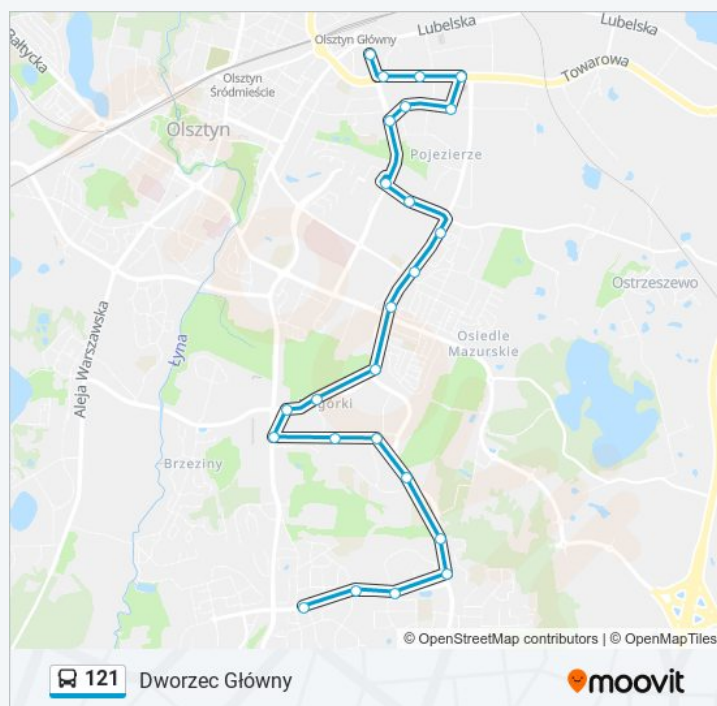 Lubelska
Lubelska
Bałtycka
Olsztyn Główny
Towarowa
Olsztyn
Śródmieście
Olsztyn
Pojezierze
Ostrzeszewo
Osiedle
Mazurskie
Łyna
Aleja Warszawska
górki
Brzeziny
© OpenStreetMap contributors | © OpenMapTiles
121 Dworzec Główny
moovit